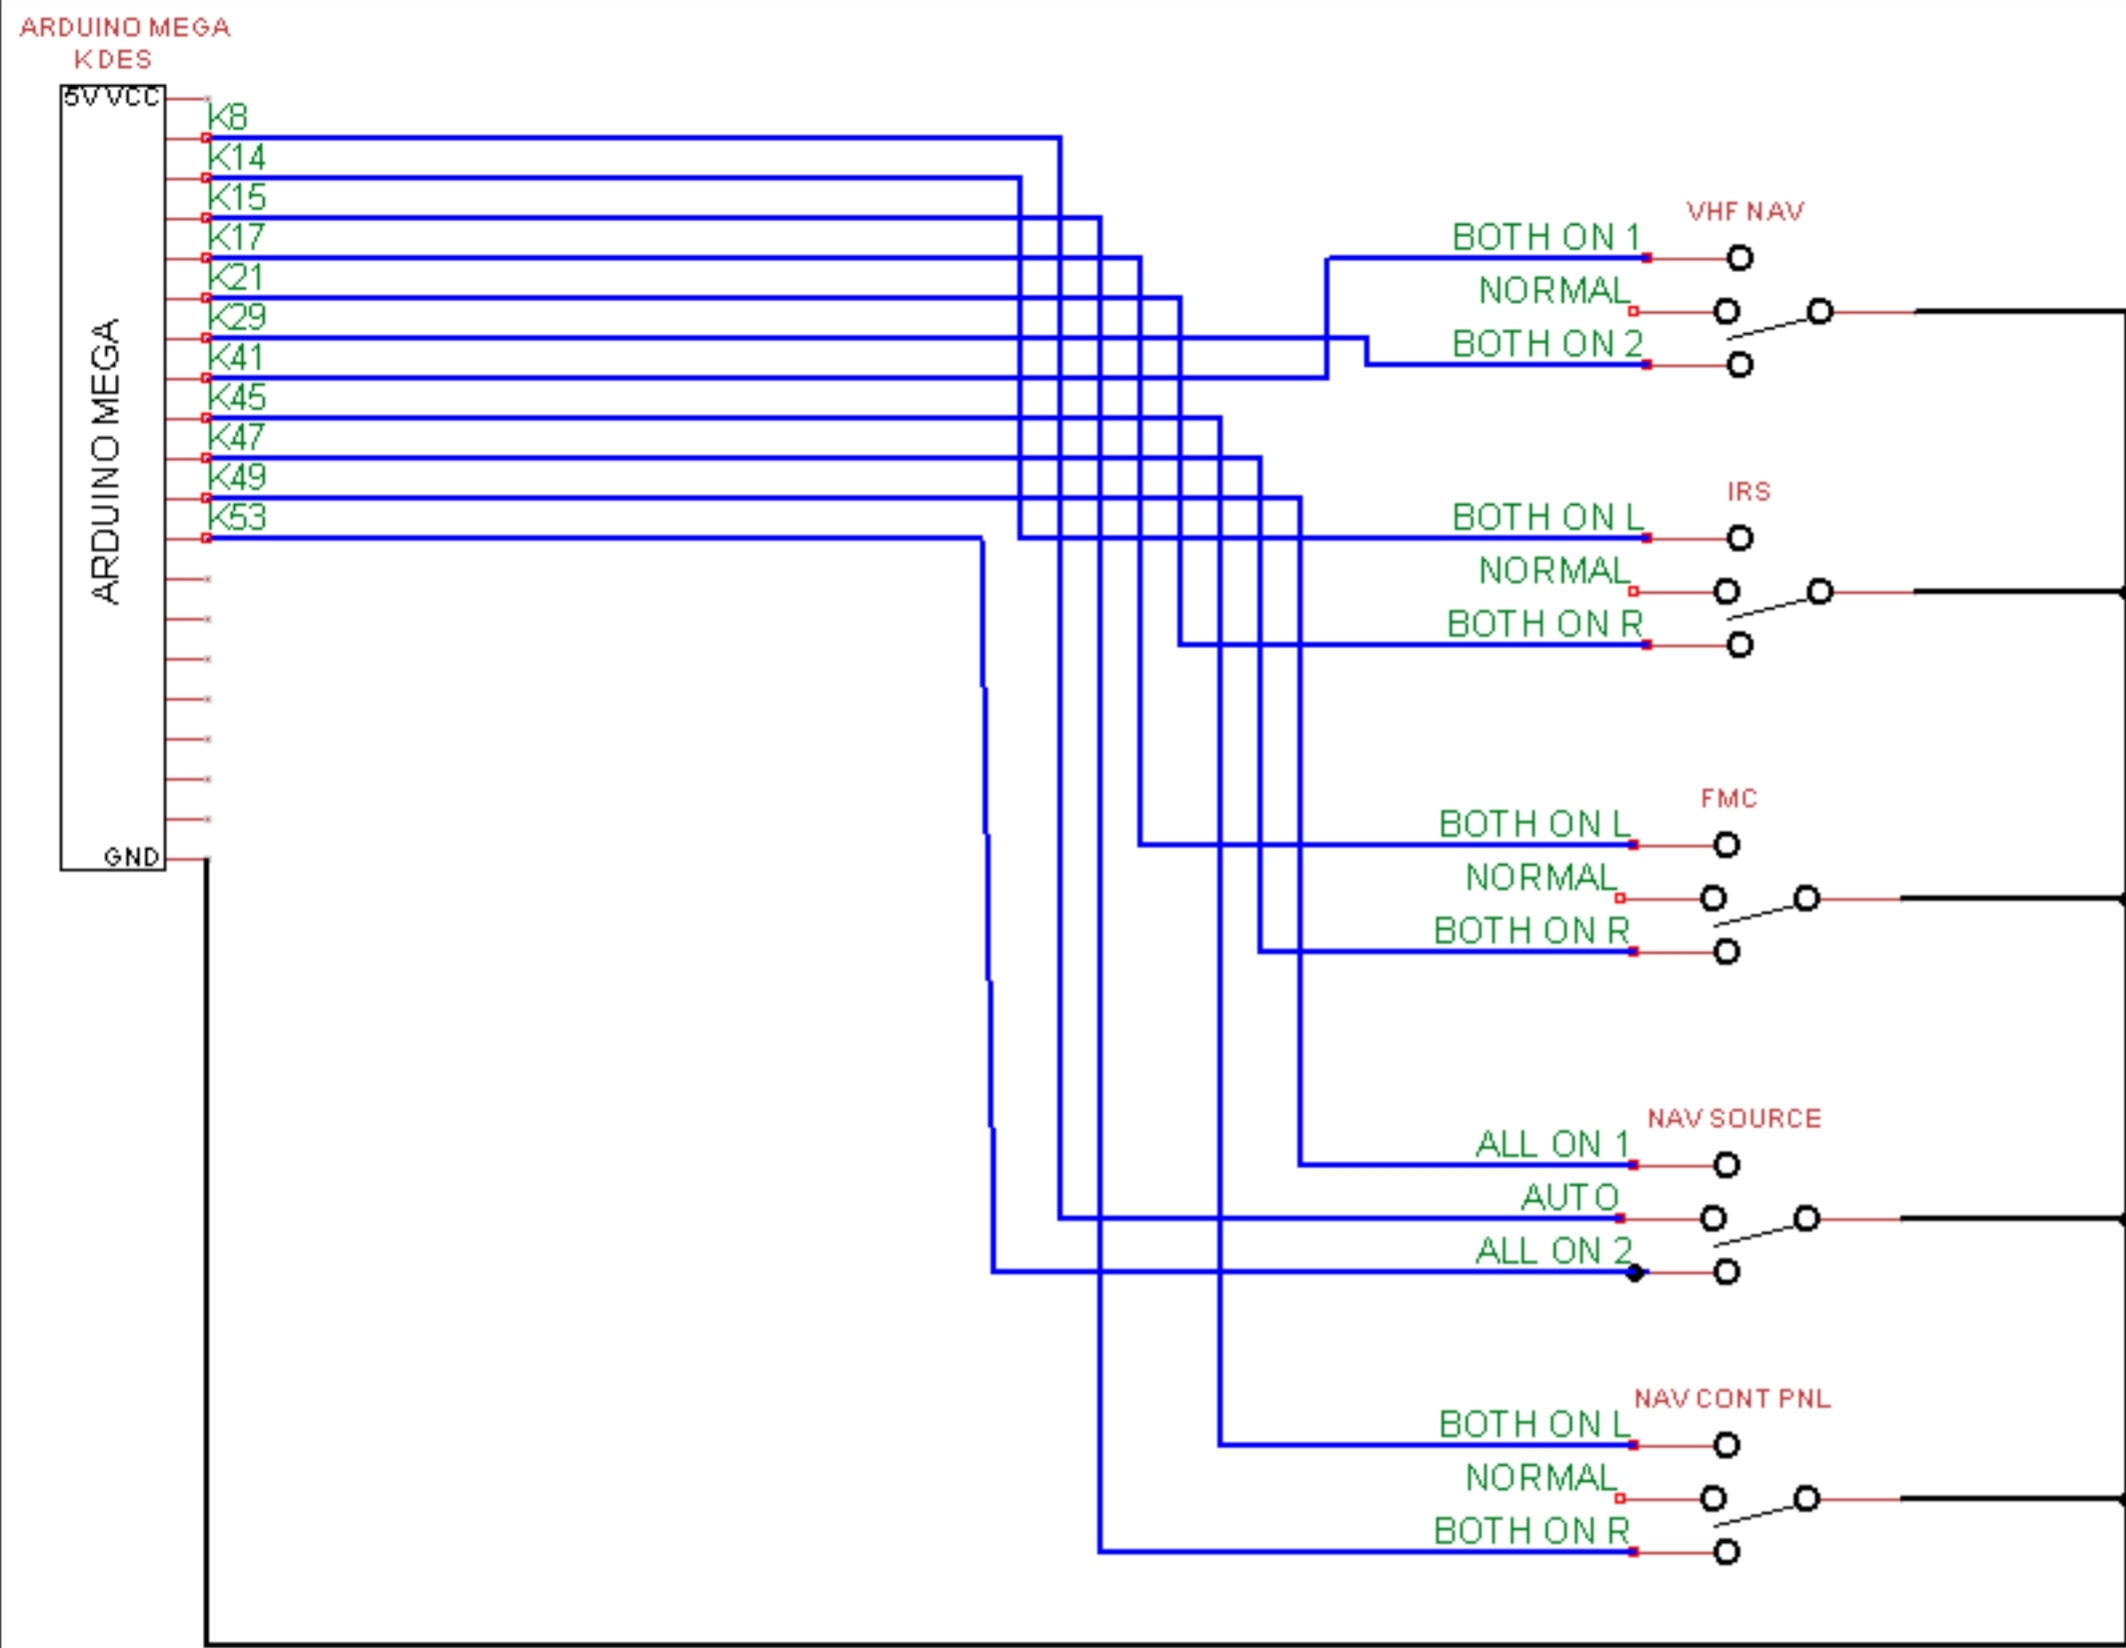 ARDUINO MEGA
KDES
5V VCC
K8
K14
K15
K17
K21
K29
K41
K45
K47
K49
K53
ARDUINO MEGA
GND
VHF NAV
BOTH ON 1
NORMAL
BOTH ON 2
IRS
BOTH ON L
NORMAL
BOTH ON R
FMC
BOTH ON L
NORMAL
BOTH ON R
NAV SOURCE
ALL ON 1
AUTO
ALL ON 2
NAV CONT PNL
BOTH ON L
NORMAL
BOTH ON R